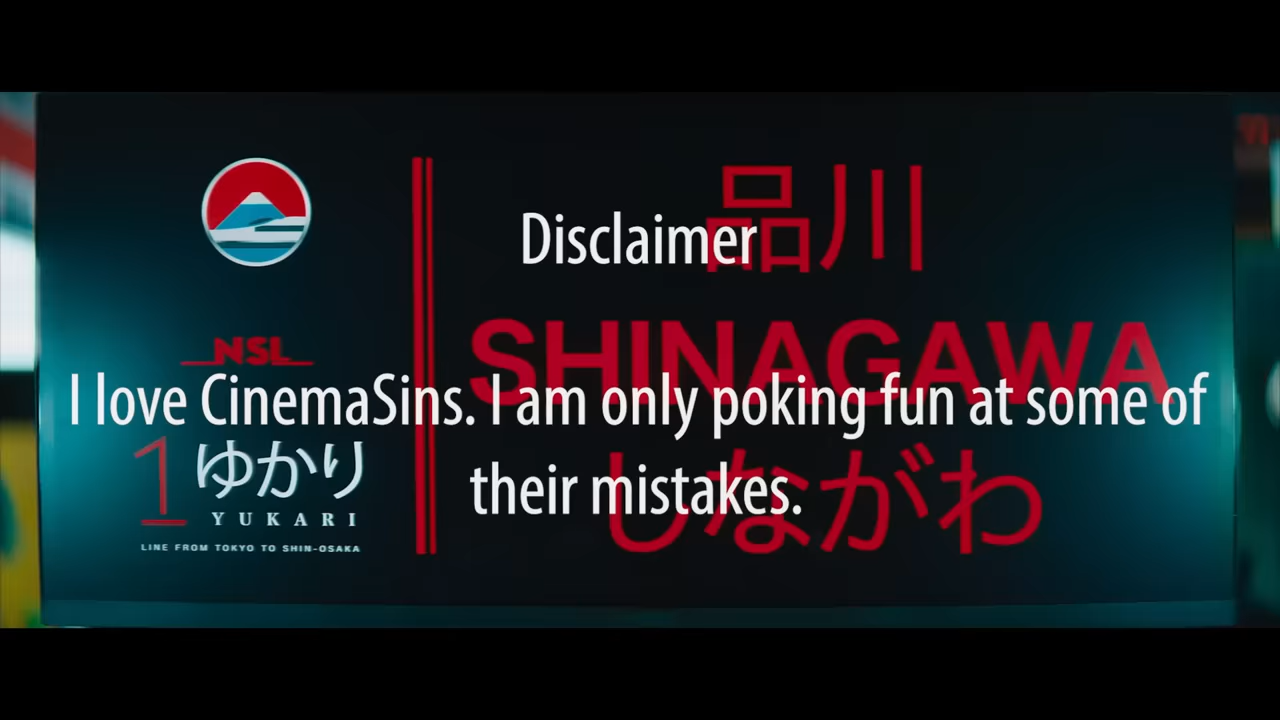 Disclaimer
I love CinemaSins. I am only poking fun at some of
their mistakes.
NSL
1 ゆかり
YUKARI
LINE FROM TOKYO TO SHIN-OSAKA
品川
SHINAGAWA
しながわ